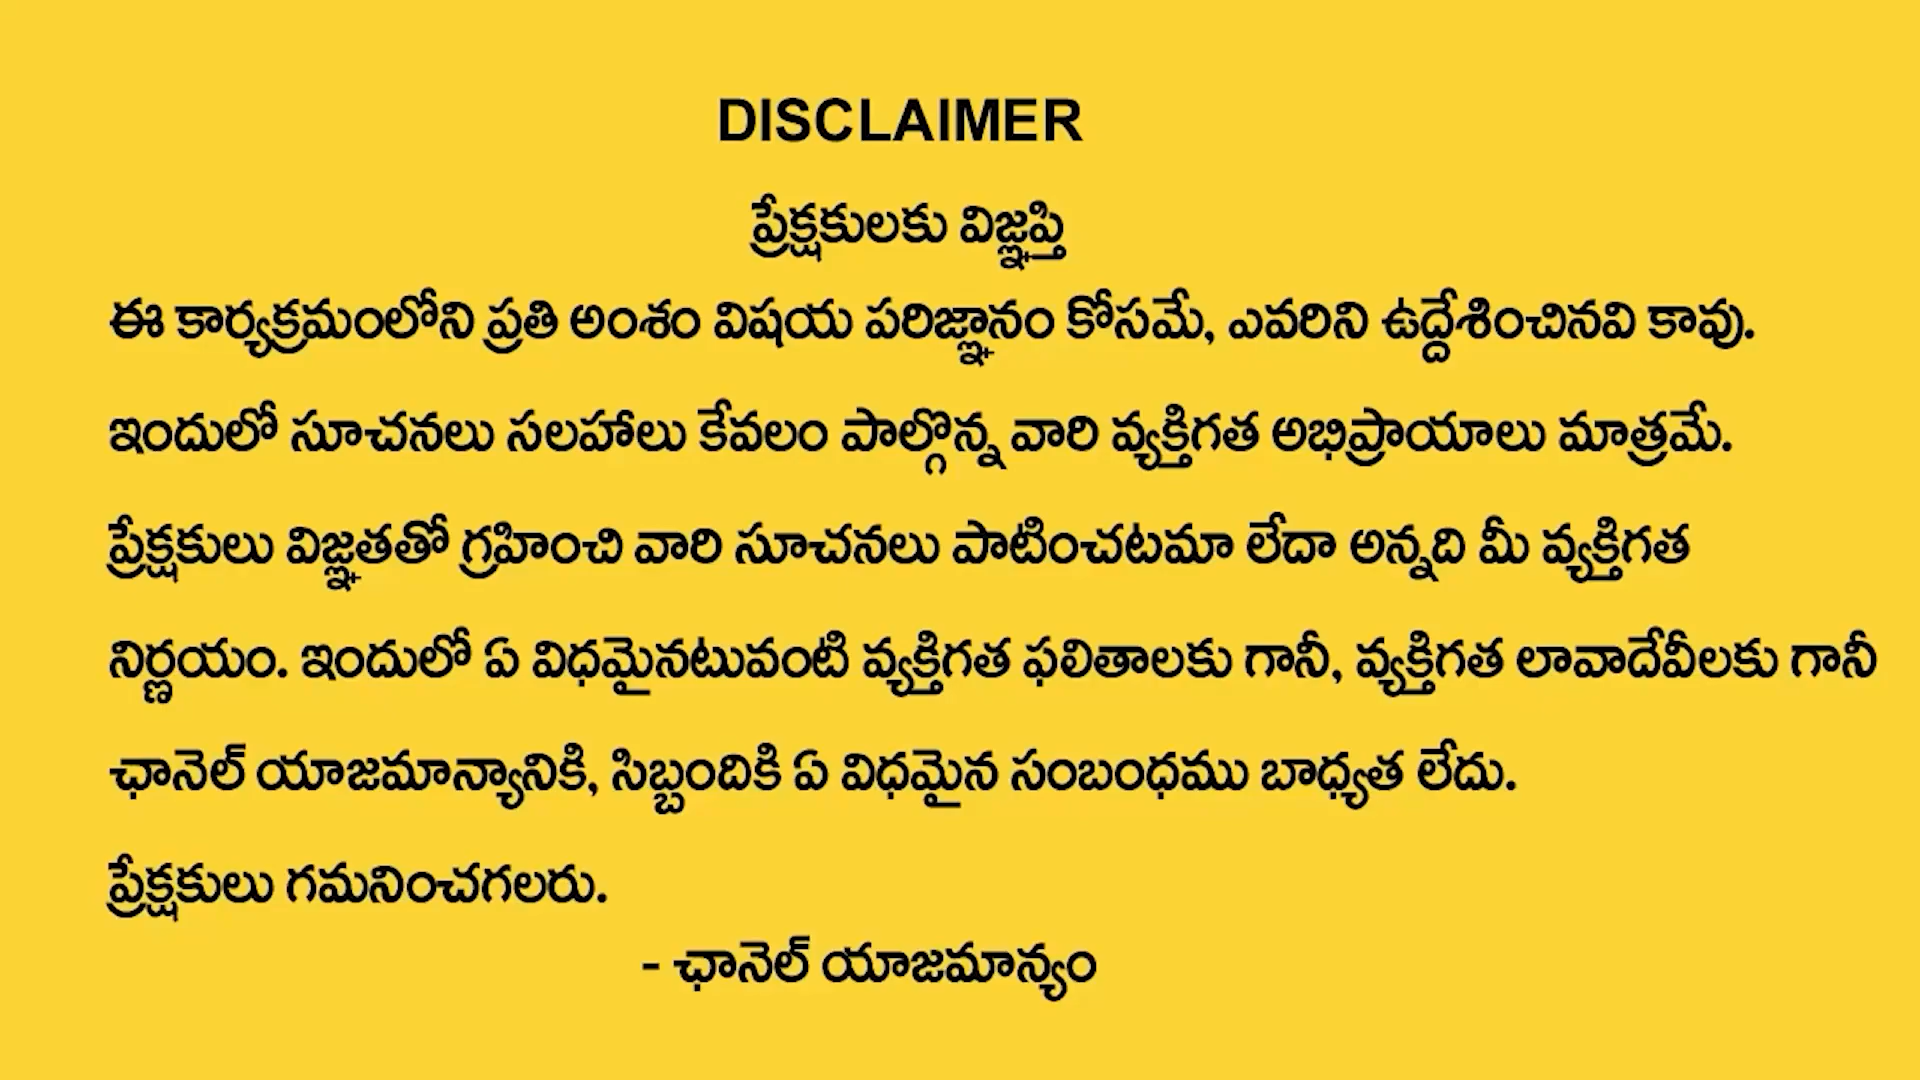 DISCLAIMER
ప్రేక్షకులకు విజ్ఞప్తి
ఈ కార్యక్రమంలోని ప్రతి అంశం విషయ పరిజ్ఞానం కోసమే, ఎవరిని ఉద్దేశించినవి కావు.
ఇందులో సూచనలు సలహాలు కేవలం పాల్గొన్న వారి వ్యక్తిగత అభిప్రాయాలు మాత్రమే.
ప్రేక్షకులు విజ్ఞతతో గ్రహించి వారి సూచనలు పాటించటమా లేదా అన్నది మీ వ్యక్తిగత
నిర్ణయం. ఇందులో ఏ విధమైనటువంటి వ్యక్తిగత ఫలితాలకు గానీ, వ్యక్తిగత లావాదేవీలకు గానీ
ఛానెల్ యాజమాన్యానికి, సిబ్బందికి ఏ విధమైన సంబంధము బాధ్యత లేదు.
ప్రేక్షకులు గమనించగలరు.
- ఛానెల్ యాజమాన్యం